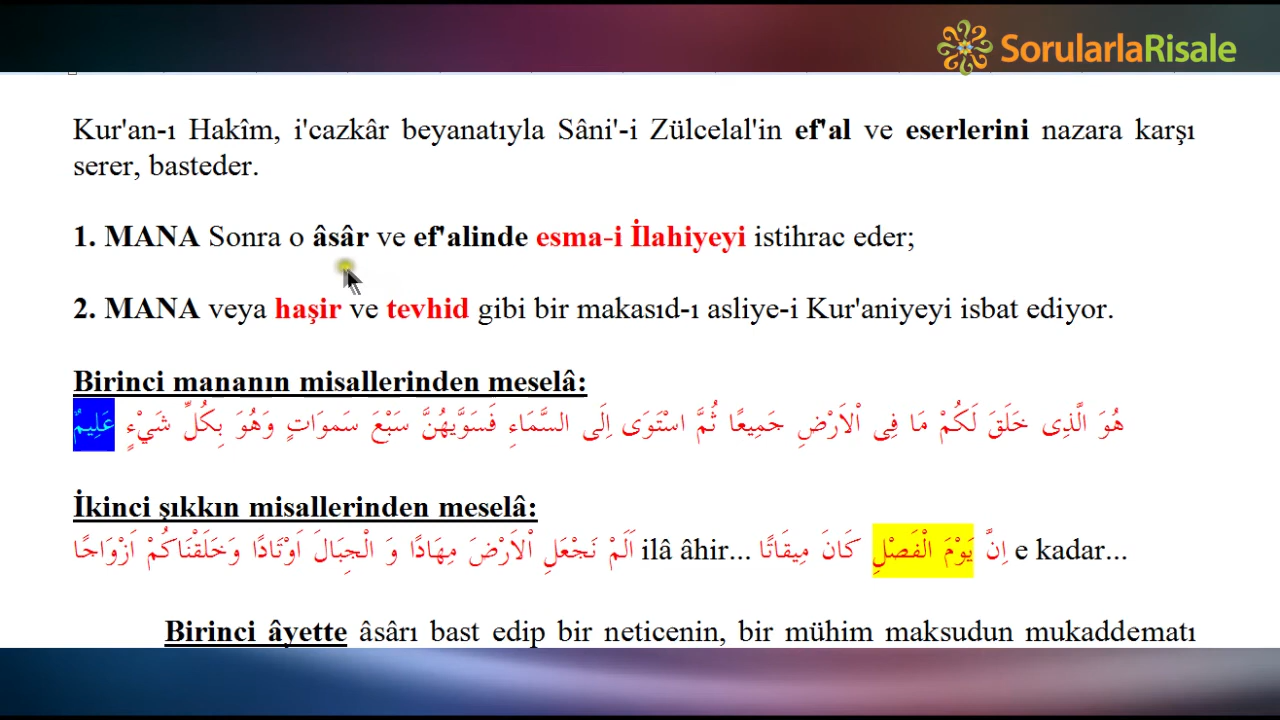 SorularlaRisale
Kur'an-ı Hakîm, i'cazkâr beyanatıyla Sâni'-i Zülcelal'in ef'al ve eserlerini nazara karşı
serer, basteder.
1. MANA Sonra o âsâr ve ef'alinde esma-i İlahiyeyi istihrac eder;
2. MANA veya haşir ve tevhid gibi bir makasıd-ı asliye-i Kur'aniyeyi isbat ediyor.
Birinci mananın misallerinden meselâ:
هُوَ الَّذِى خَلَقَ لَكُمْ مَا فِى اْلاَرْضِ جَمِيعًا ثُمَّ اسْتَوَى اِلَى السَّمَاءِ فَسَوَّيهُنَّ سَبْعَ سَموَاتٍ وَهُوَ بِكُلِّ شَيْءٍ عَلِيمٌ
İkinci şıkkın misallerinden meselâ:
اَلَمْ نَجْعَلِ اْلاَرْضَ مِهَادًا وَ الْجِبَالَ اَوْتَادًا وَخَلَقْنَاكُمْ اَزْوَاجًا ilâ âhir... اِنَّ يَوْمَ الْفَصْلِ كَانَ مِيقَاتًا e kadar...
Birinci âyette âsârı bast edip bir neticenin, bir mühim maksudun mukaddematı